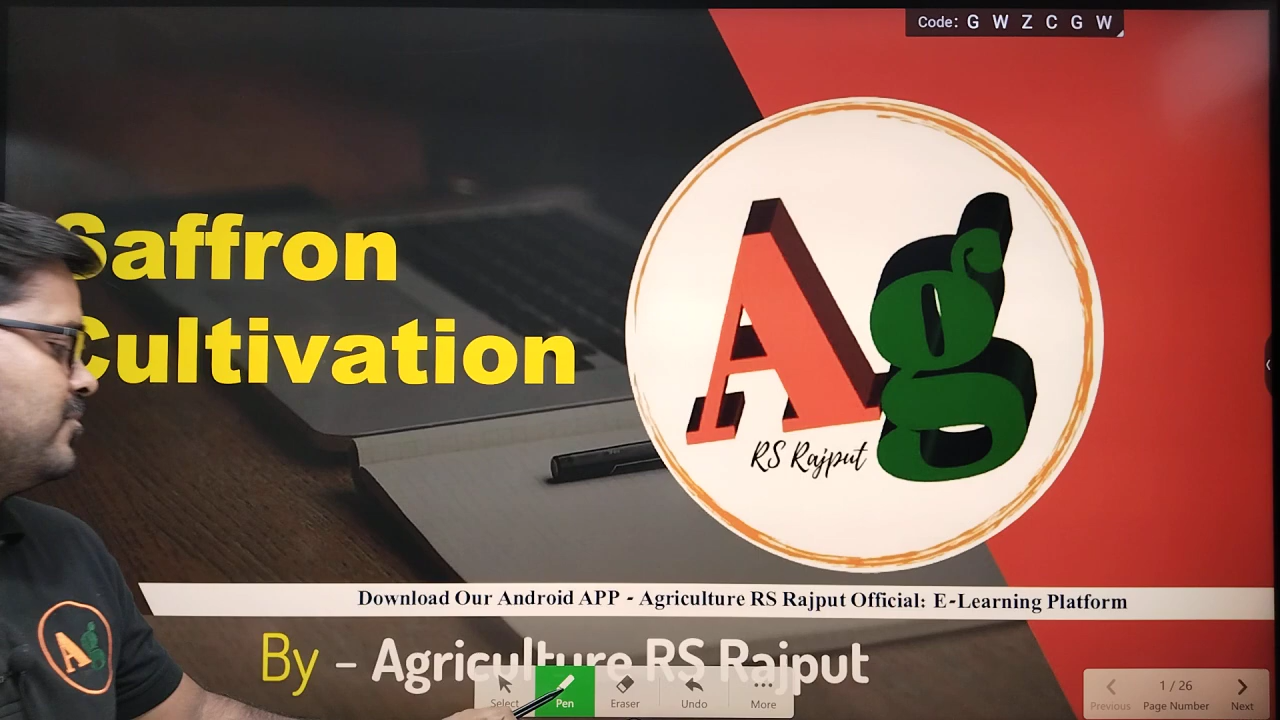 Code: G W Z C G W
Saffron
Cultivation
Ag
RS Rajput
Download Our Android APP - Agriculture RS Rajput Official: E-Learning Platform
By – Agriculture RS Rajput
Select Pen Eraser Undo More
1 / 26
Previous Page Number Next
Ag